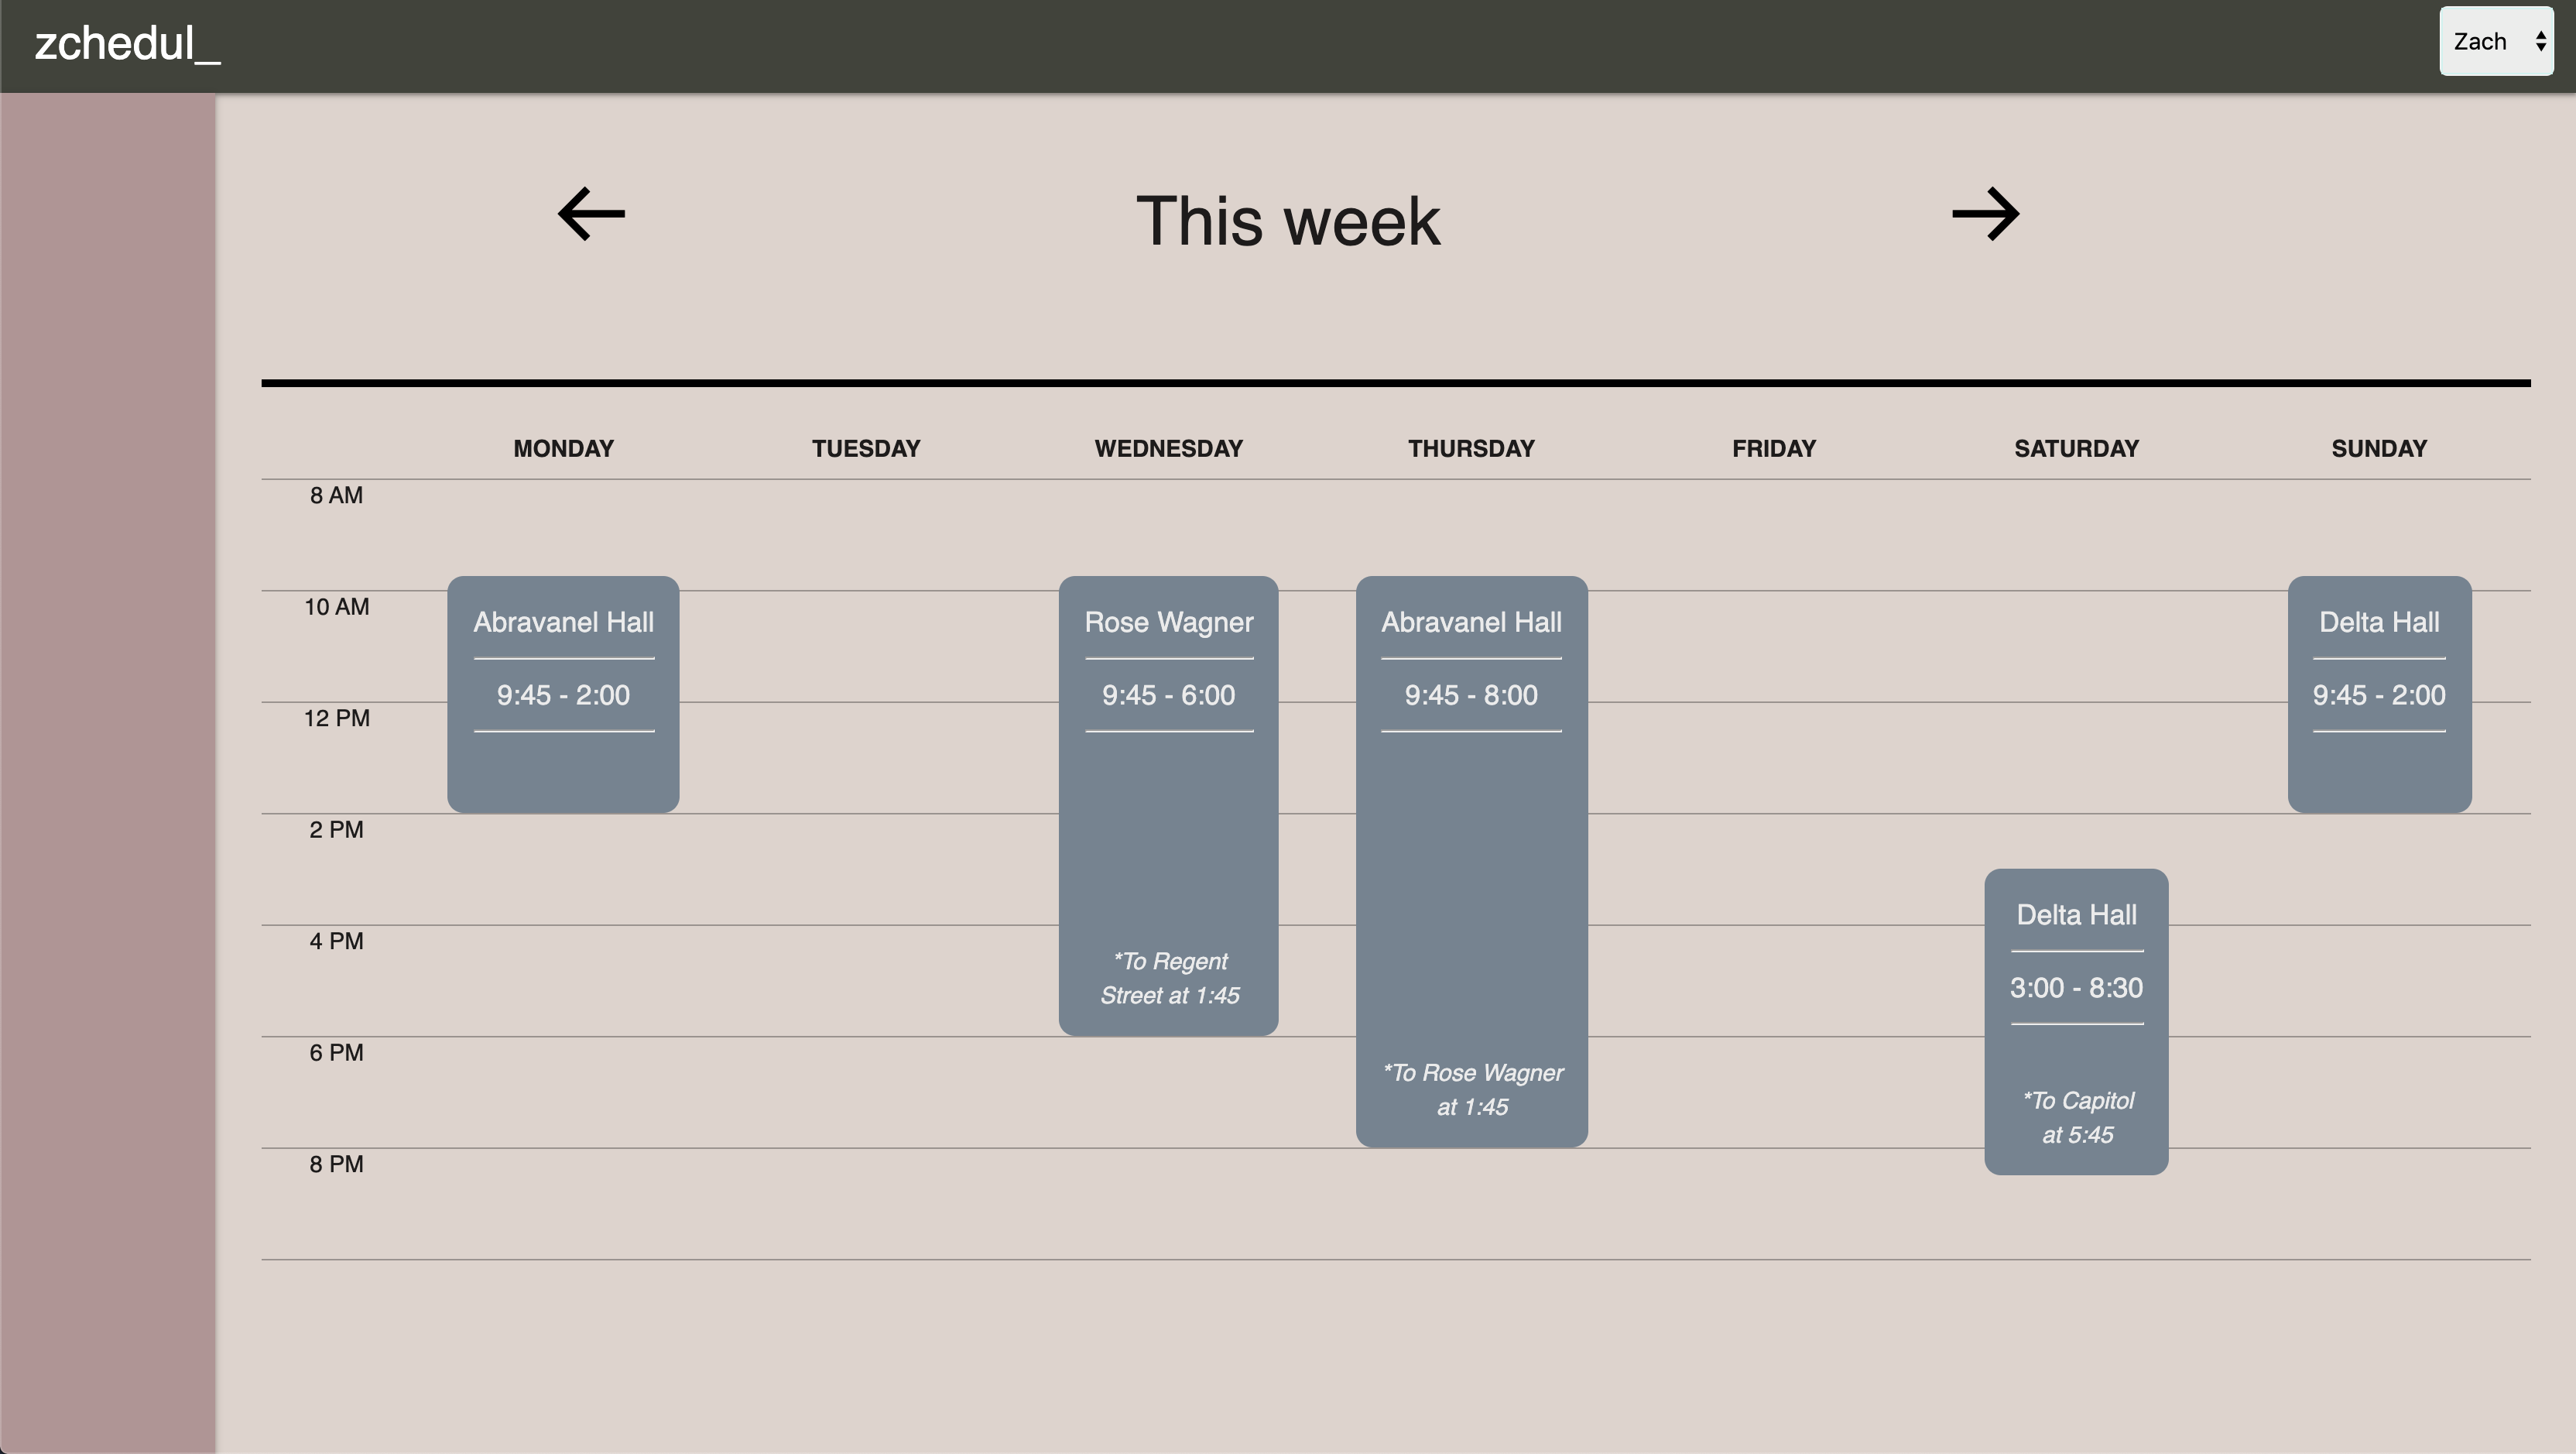 zchedul_
Zach
This week
MONDAY TUESDAY WEDNESDAY THURSDAY FRIDAY SATURDAY SUNDAY
8 AM
10 AM
12 PM
2 PM
4 PM
6 PM
8 PM
Abravanel Hall
9:45 - 2:00
Rose Wagner
9:45 - 6:00
*To Regent
Street at 1:45
Abravanel Hall
9:45 - 8:00
*To Rose Wagner
at 1:45
Delta Hall
3:00 - 8:30
*To Capitol
at 5:45
Delta Hall
9:45 - 2:00